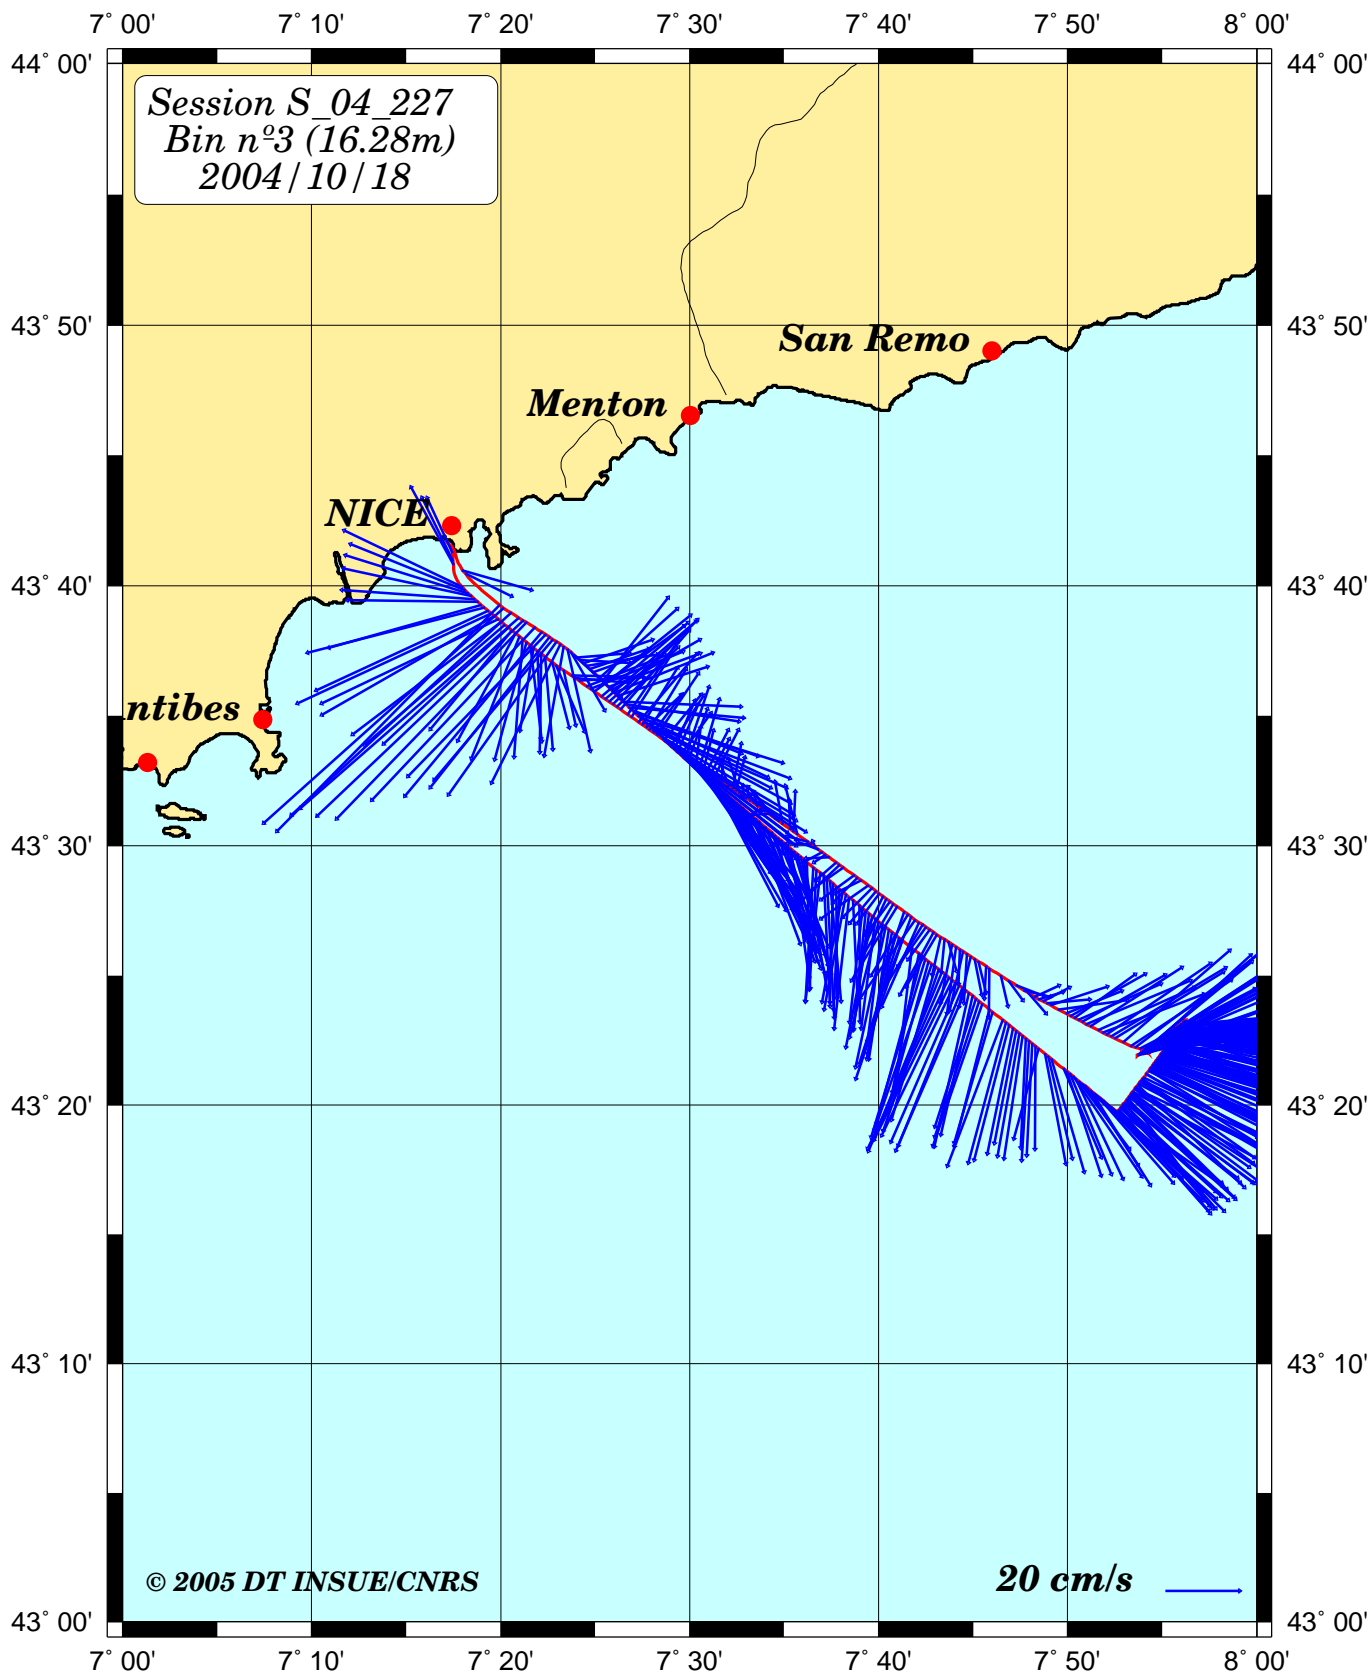 7° 00' 7° 10' 7° 20' 7° 30' 7° 40' 7° 50' 8° 00'
44° 00' 44° 00'
Session S_04_227
Bin nº3 (16.28m)
2004/10/18
43° 50' 43° 50'
San Remo
Menton
NICE
43° 40' 43° 40'
ntibes
43° 30' 43° 30'
43° 20' 43° 20'
43° 10' 43° 10'
© 2005 DT INSUE/CNRS 20 cm/s
43° 00' 43° 00'
7° 00' 7° 10' 7° 20' 7° 30' 7° 40' 7° 50' 8° 00'